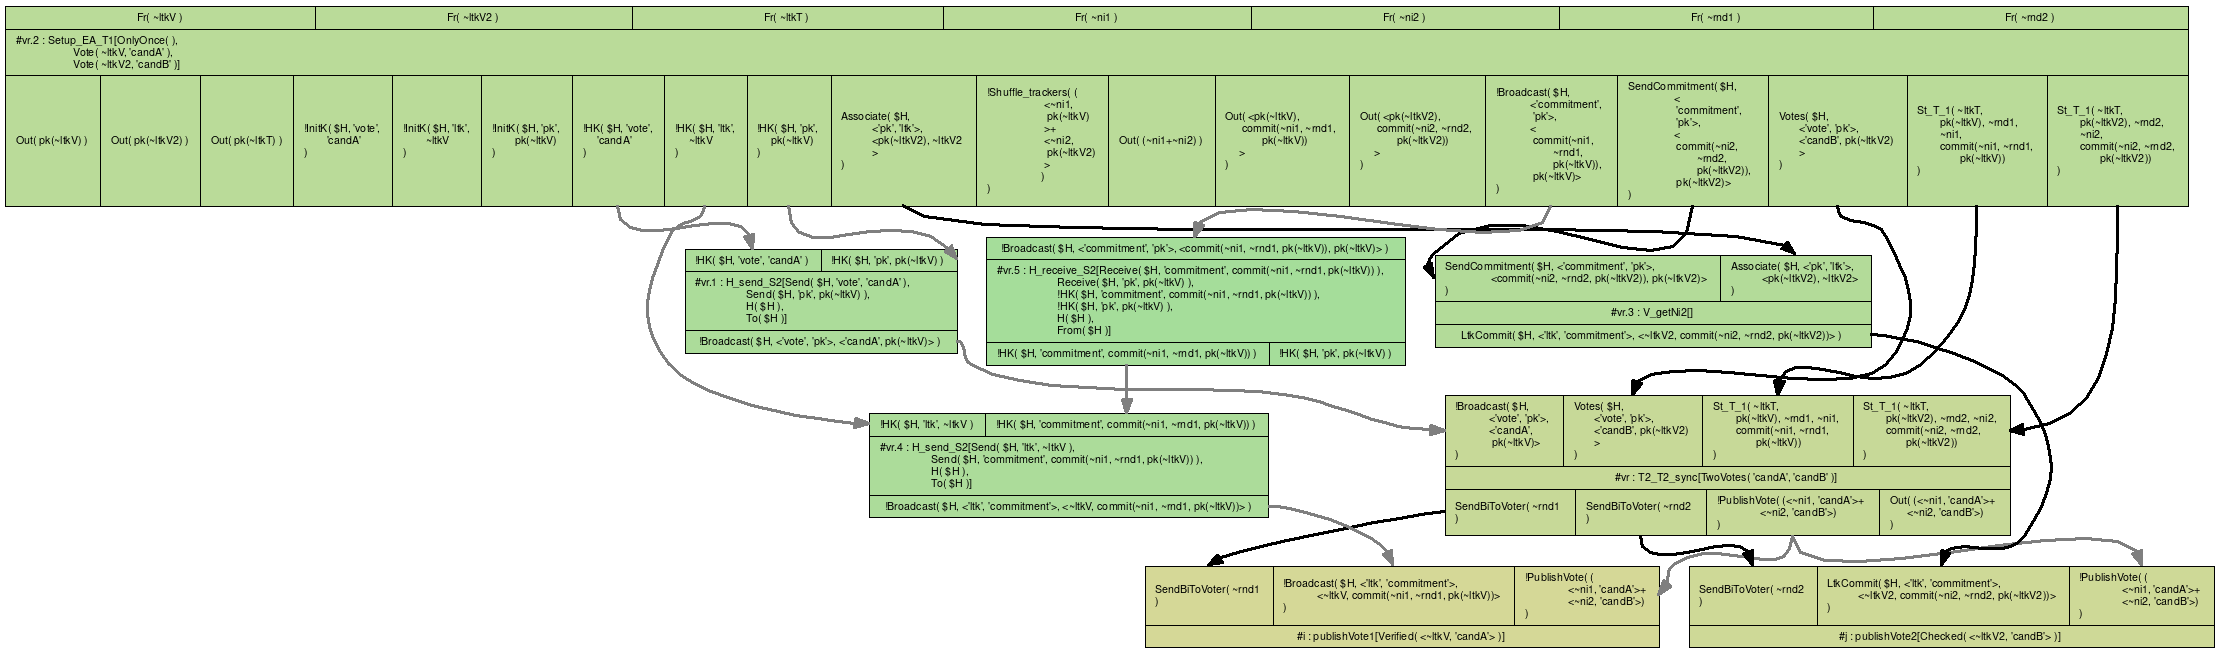 Fr( ~ltkV )
Fr( ~ltkV2 )
Fr( ~ltkT )
Fr( ~ni1 )
Fr( ~ni2 )
Fr( ~rnd1 )
Fr( ~rnd2 )
#vr.2 : Setup_EA_T1[OnlyOnce( ),
Vote( ~ltkV, 'candA' ),
Vote( ~ltkV2, 'candB' )]
Out( pk(~ltkV) )
Out( pk(~ltkV2) )
Out( pk(~ltkT) )
!InitK( $H, 'vote',
'candA'
)
!InitK( $H, 'ltk',
~ltkV
)
!InitK( $H, 'pk',
pk(~ltkV)
)
!HK( $H, 'vote',
'candA'
)
!HK( $H, 'ltk',
~ltkV
)
!HK( $H, 'pk',
pk(~ltkV)
)
Associate( $H,
<'pk', 'ltk'>,
<pk(~ltkV2), ~ltkV2
>
)
!Shuffle_trackers( (
<~ni1,
pk(~ltkV)
>+
<~ni2,
pk(~ltkV2)
>
)
)
Out( (~ni1+~ni2) )
Out( <pk(~ltkV),
commit(~ni1, ~rnd1,
pk(~ltkV))
>
)
Out( <pk(~ltkV2),
commit(~ni2, ~rnd2,
pk(~ltkV2))
>
)
!Broadcast( $H,
<'commitment',
'pk'>,
<
commit(~ni1,
~rnd1,
pk(~ltkV)),
pk(~ltkV)>
)
SendCommitment( $H,
<
'commitment',
'pk'>,
<
commit(~ni2,
~rnd2,
pk(~ltkV2)),
pk(~ltkV2)>
)
Votes( $H,
<'vote', 'pk'>,
<'candB', pk(~ltkV2)
>
)
St_T_1( ~ltkT,
pk(~ltkV), ~rnd1,
~ni1,
commit(~ni1, ~rnd1,
pk(~ltkV))
)
St_T_1( ~ltkT,
pk(~ltkV2), ~rnd2,
~ni2,
commit(~ni2, ~rnd2,
pk(~ltkV2))
)
!HK( $H, 'vote', 'candA' )
!HK( $H, 'pk', pk(~ltkV) )
#vr.1 : H_send_S2[Send( $H, 'vote', 'candA' ),
Send( $H, 'pk', pk(~ltkV) ),
H( $H ),
To( $H )]
!Broadcast( $H, <'vote', 'pk'>, <'candA', pk(~ltkV)> )
!Broadcast( $H, <'commitment', 'pk'>, <commit(~ni1, ~rnd1, pk(~ltkV)), pk(~ltkV)> )
#vr.5 : H_receive_S2[Receive( $H, 'commitment', commit(~ni1, ~rnd1, pk(~ltkV)) ),
Receive( $H, 'pk', pk(~ltkV) ),
!HK( $H, 'commitment', commit(~ni1, ~rnd1, pk(~ltkV)) ),
!HK( $H, 'pk', pk(~ltkV) ),
H( $H ),
From( $H )]
!HK( $H, 'commitment', commit(~ni1, ~rnd1, pk(~ltkV)) )
!HK( $H, 'pk', pk(~ltkV) )
SendCommitment( $H, <'commitment', 'pk'>,
<commit(~ni2, ~rnd2, pk(~ltkV2)), pk(~ltkV2)>
)
Associate( $H, <'pk', 'ltk'>,
<pk(~ltkV2), ~ltkV2>
)
#vr.3 : V_getNi2[]
LtkCommit( $H, <'ltk', 'commitment'>, <~ltkV2, commit(~ni2, ~rnd2, pk(~ltkV2))> )
!HK( $H, 'ltk', ~ltkV )
!HK( $H, 'commitment', commit(~ni1, ~rnd1, pk(~ltkV)) )
#vr.4 : H_send_S2[Send( $H, 'ltk', ~ltkV ),
Send( $H, 'commitment', commit(~ni1, ~rnd1, pk(~ltkV)) ),
H( $H ),
To( $H )]
!Broadcast( $H, <'ltk', 'commitment'>, <~ltkV, commit(~ni1, ~rnd1, pk(~ltkV))> )
!Broadcast( $H,
<'vote', 'pk'>,
<'candA',
pk(~ltkV)>
)
Votes( $H,
<'vote', 'pk'>,
<'candB', pk(~ltkV2)
>
)
St_T_1( ~ltkT,
pk(~ltkV), ~rnd1, ~ni1,
commit(~ni1, ~rnd1,
pk(~ltkV))
)
St_T_1( ~ltkT,
pk(~ltkV2), ~rnd2, ~ni2,
commit(~ni2, ~rnd2,
pk(~ltkV2))
)
#vr : T2_T2_sync[TwoVotes( 'candA', 'candB' )]
SendBiToVoter( ~rnd1
)
SendBiToVoter( ~rnd2
)
!PublishVote( (<~ni1, 'candA'>+
<~ni2, 'candB'>)
)
Out( (<~ni1, 'candA'>+
<~ni2, 'candB'>)
)
SendBiToVoter( ~rnd1
)
!Broadcast( $H, <'ltk', 'commitment'>,
<~ltkV, commit(~ni1, ~rnd1, pk(~ltkV))>
)
!PublishVote( (
<~ni1, 'candA'>+
<~ni2, 'candB'>)
)
#i : publishVote1[Verified( <~ltkV, 'candA'> )]
SendBiToVoter( ~rnd2
)
LtkCommit( $H, <'ltk', 'commitment'>,
<~ltkV2, commit(~ni2, ~rnd2, pk(~ltkV2))>
)
!PublishVote( (
<~ni1, 'candA'>+
<~ni2, 'candB'>)
)
#j : publishVote2[Checked( <~ltkV2, 'candB'> )]